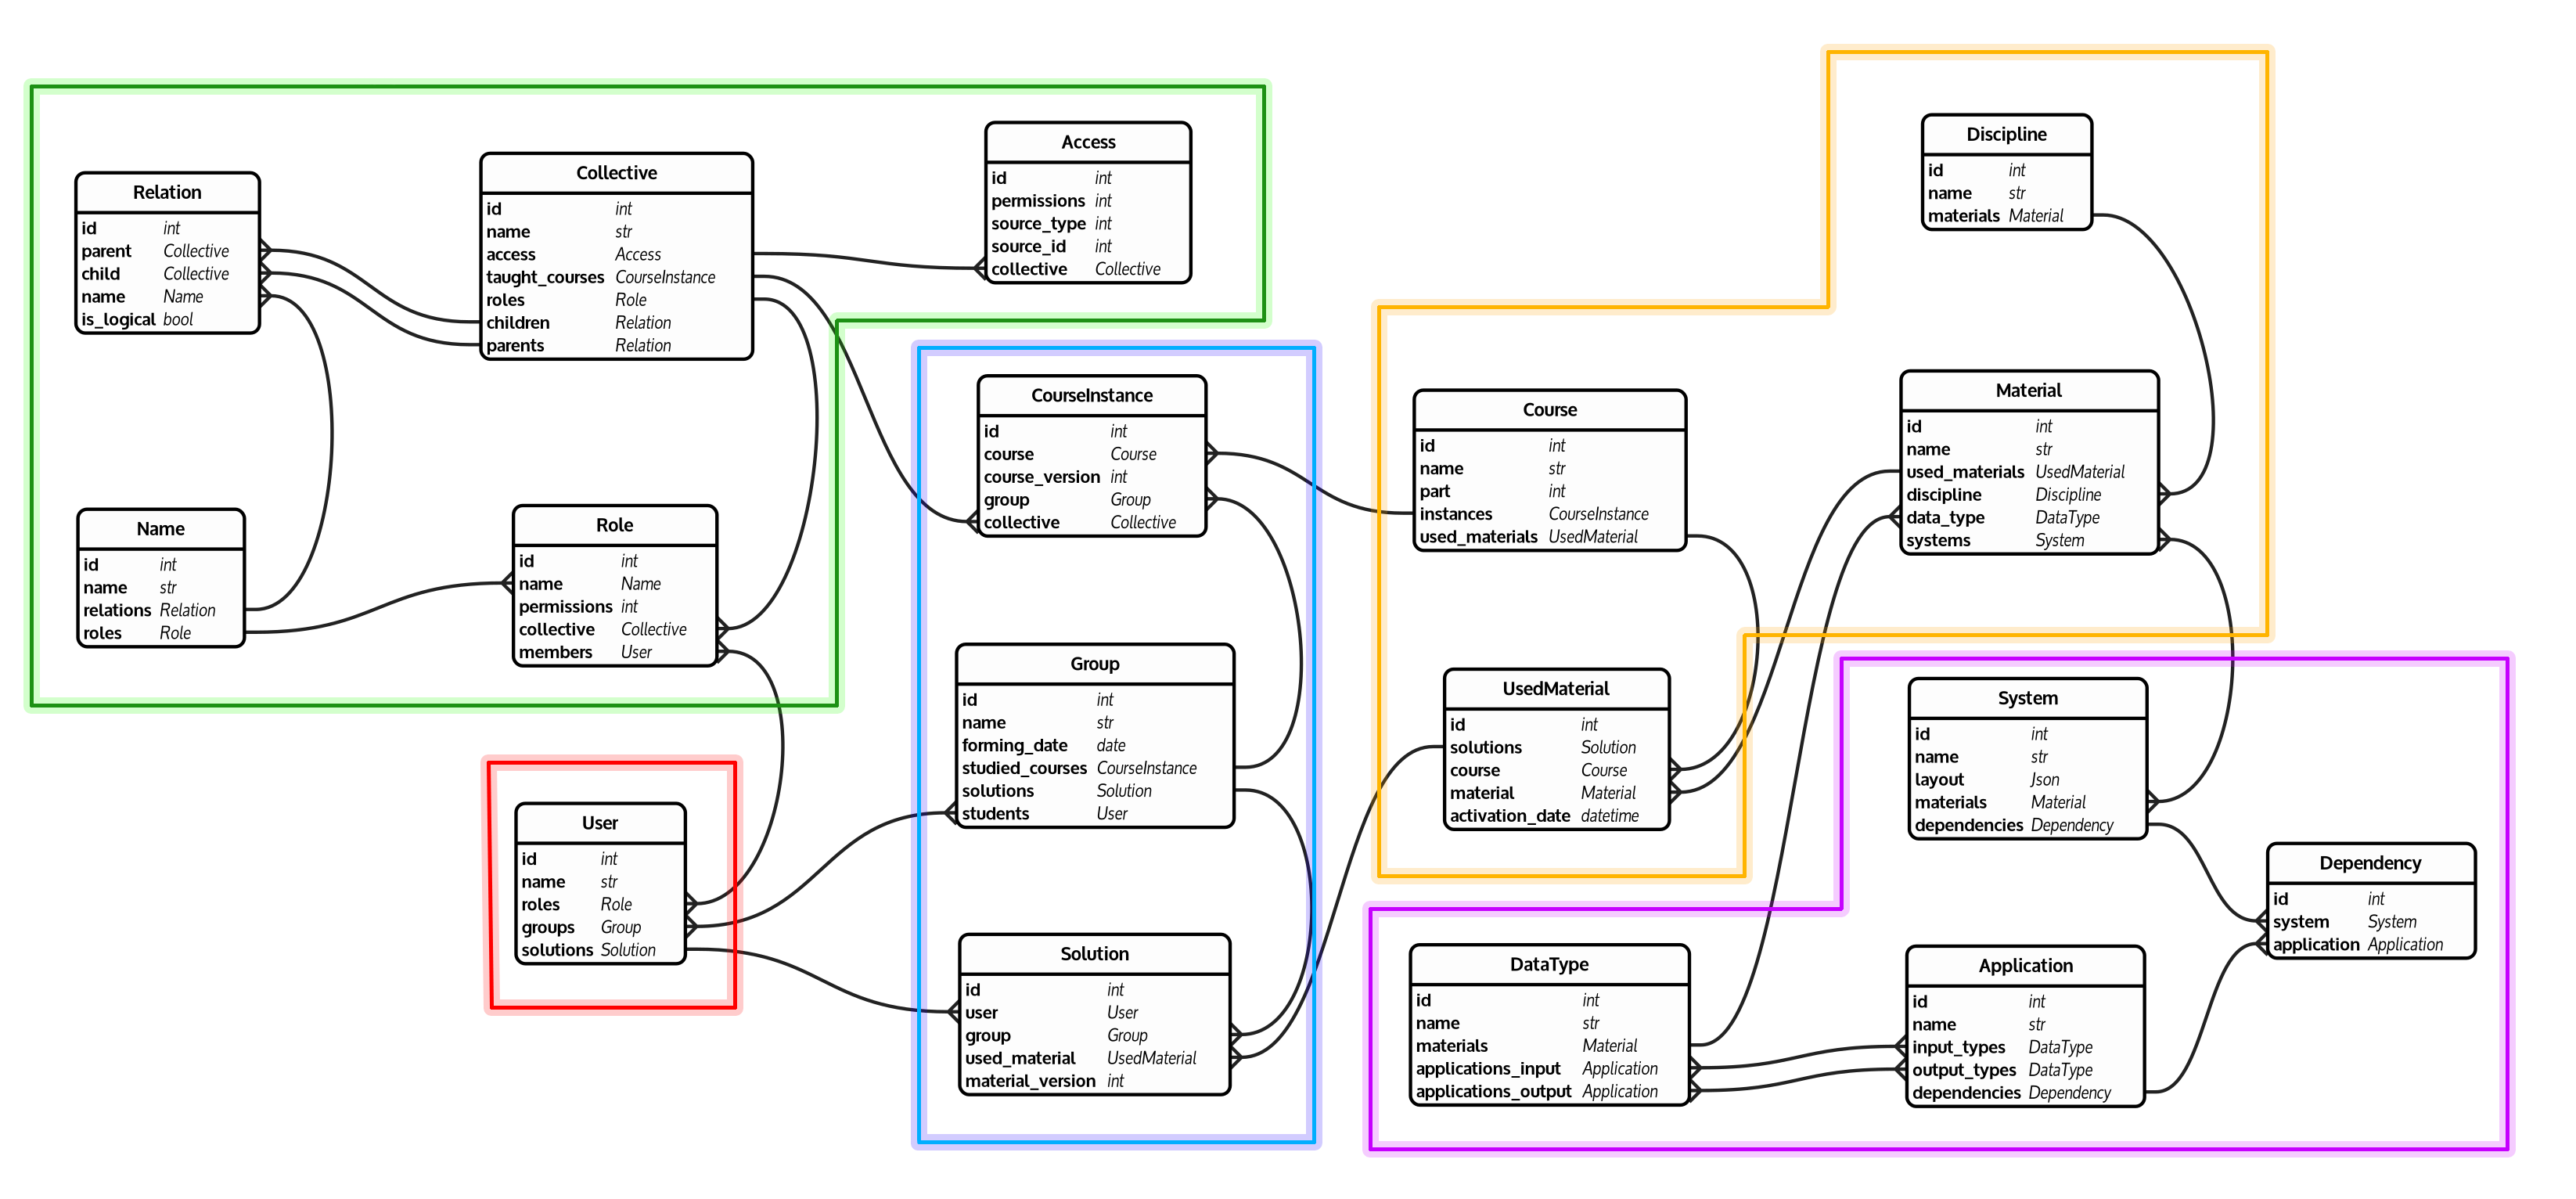 Relation
id int
parent Collective
child Collective
name Name
is_logical bool
Collective
id int
name str
access Access
taught_courses CourseInstance
roles Role
children Relation
parents Relation
Access
id int
permissions int
source_type int
source_id int
collective Collective
Name
id int
name str
relations Relation
roles Role
Role
id int
name Name
permissions int
collective Collective
members User
User
id int
name str
roles Role
groups Group
solutions Solution
CourseInstance
id int
course Course
course_version int
group Group
collective Collective
Group
id int
name str
forming_date date
studied_courses CourseInstance
solutions Solution
students User
Solution
id int
user User
group Group
used_material UsedMaterial
material_version int
Discipline
id int
name str
materials Material
Course
id int
name str
part int
instances CourseInstance
used_materials UsedMaterial
Material
id int
name str
used_materials UsedMaterial
discipline Discipline
data_type DataType
systems System
UsedMaterial
id int
solutions Solution
course Course
material Material
activation_date datetime
System
id int
name str
layout Json
materials Material
dependencies Dependency
Dependency
id int
system System
application Application
DataType
id int
name str
materials Material
applications_input Application
applications_output Application
Application
id int
name str
input_types DataType
output_types DataType
dependencies Dependency